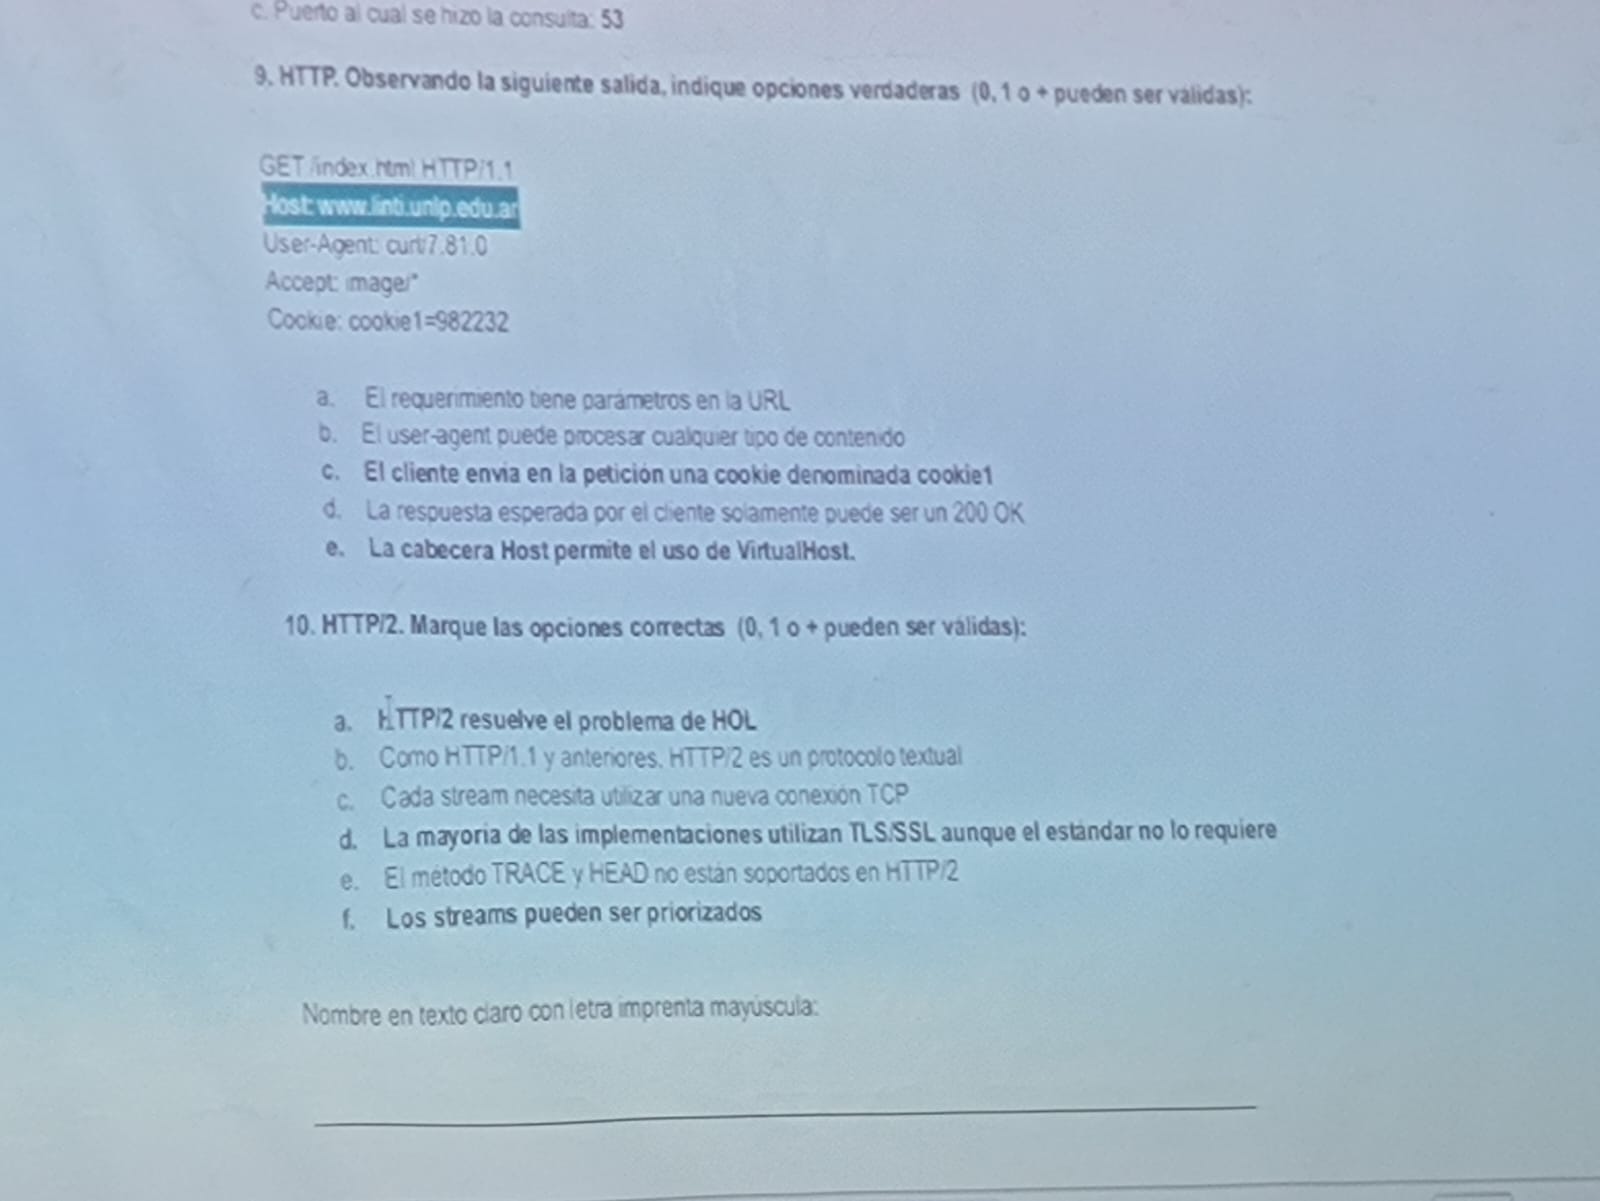 c. Puerto al cual se hizo la consulta: 53
9. HTTP. Observando la siguiente salida, indique opciones verdaderas (0, 1 o + pueden ser válidas):
GET /index.html HTTP/1.1
Host: www.linti.unlp.edu.ar
User-Agent: curl/7.81.0
Accept: image/*
Cookie: cookie1=982232
a. El requerimiento tiene parámetros en la URL
b. El user-agent puede procesar cualquier tipo de contenido
c. El cliente envía en la petición una cookie denominada cookie1
d. La respuesta esperada por el cliente solamente puede ser un 200 OK
e. La cabecera Host permite el uso de VirtualHost.
10. HTTP/2. Marque las opciones correctas (0, 1 o + pueden ser válidas):
a. HTTP/2 resuelve el problema de HOL
b. Como HTTP/1.1 y anteriores, HTTP/2 es un protocolo textual
c. Cada stream necesita utilizar una nueva conexión TCP
d. La mayoría de las implementaciones utilizan TLS/SSL aunque el estándar no lo requiere
e. El método TRACE y HEAD no están soportados en HTTP/2
f. Los streams pueden ser priorizados
Nombre en texto claro con letra imprenta mayúscula: